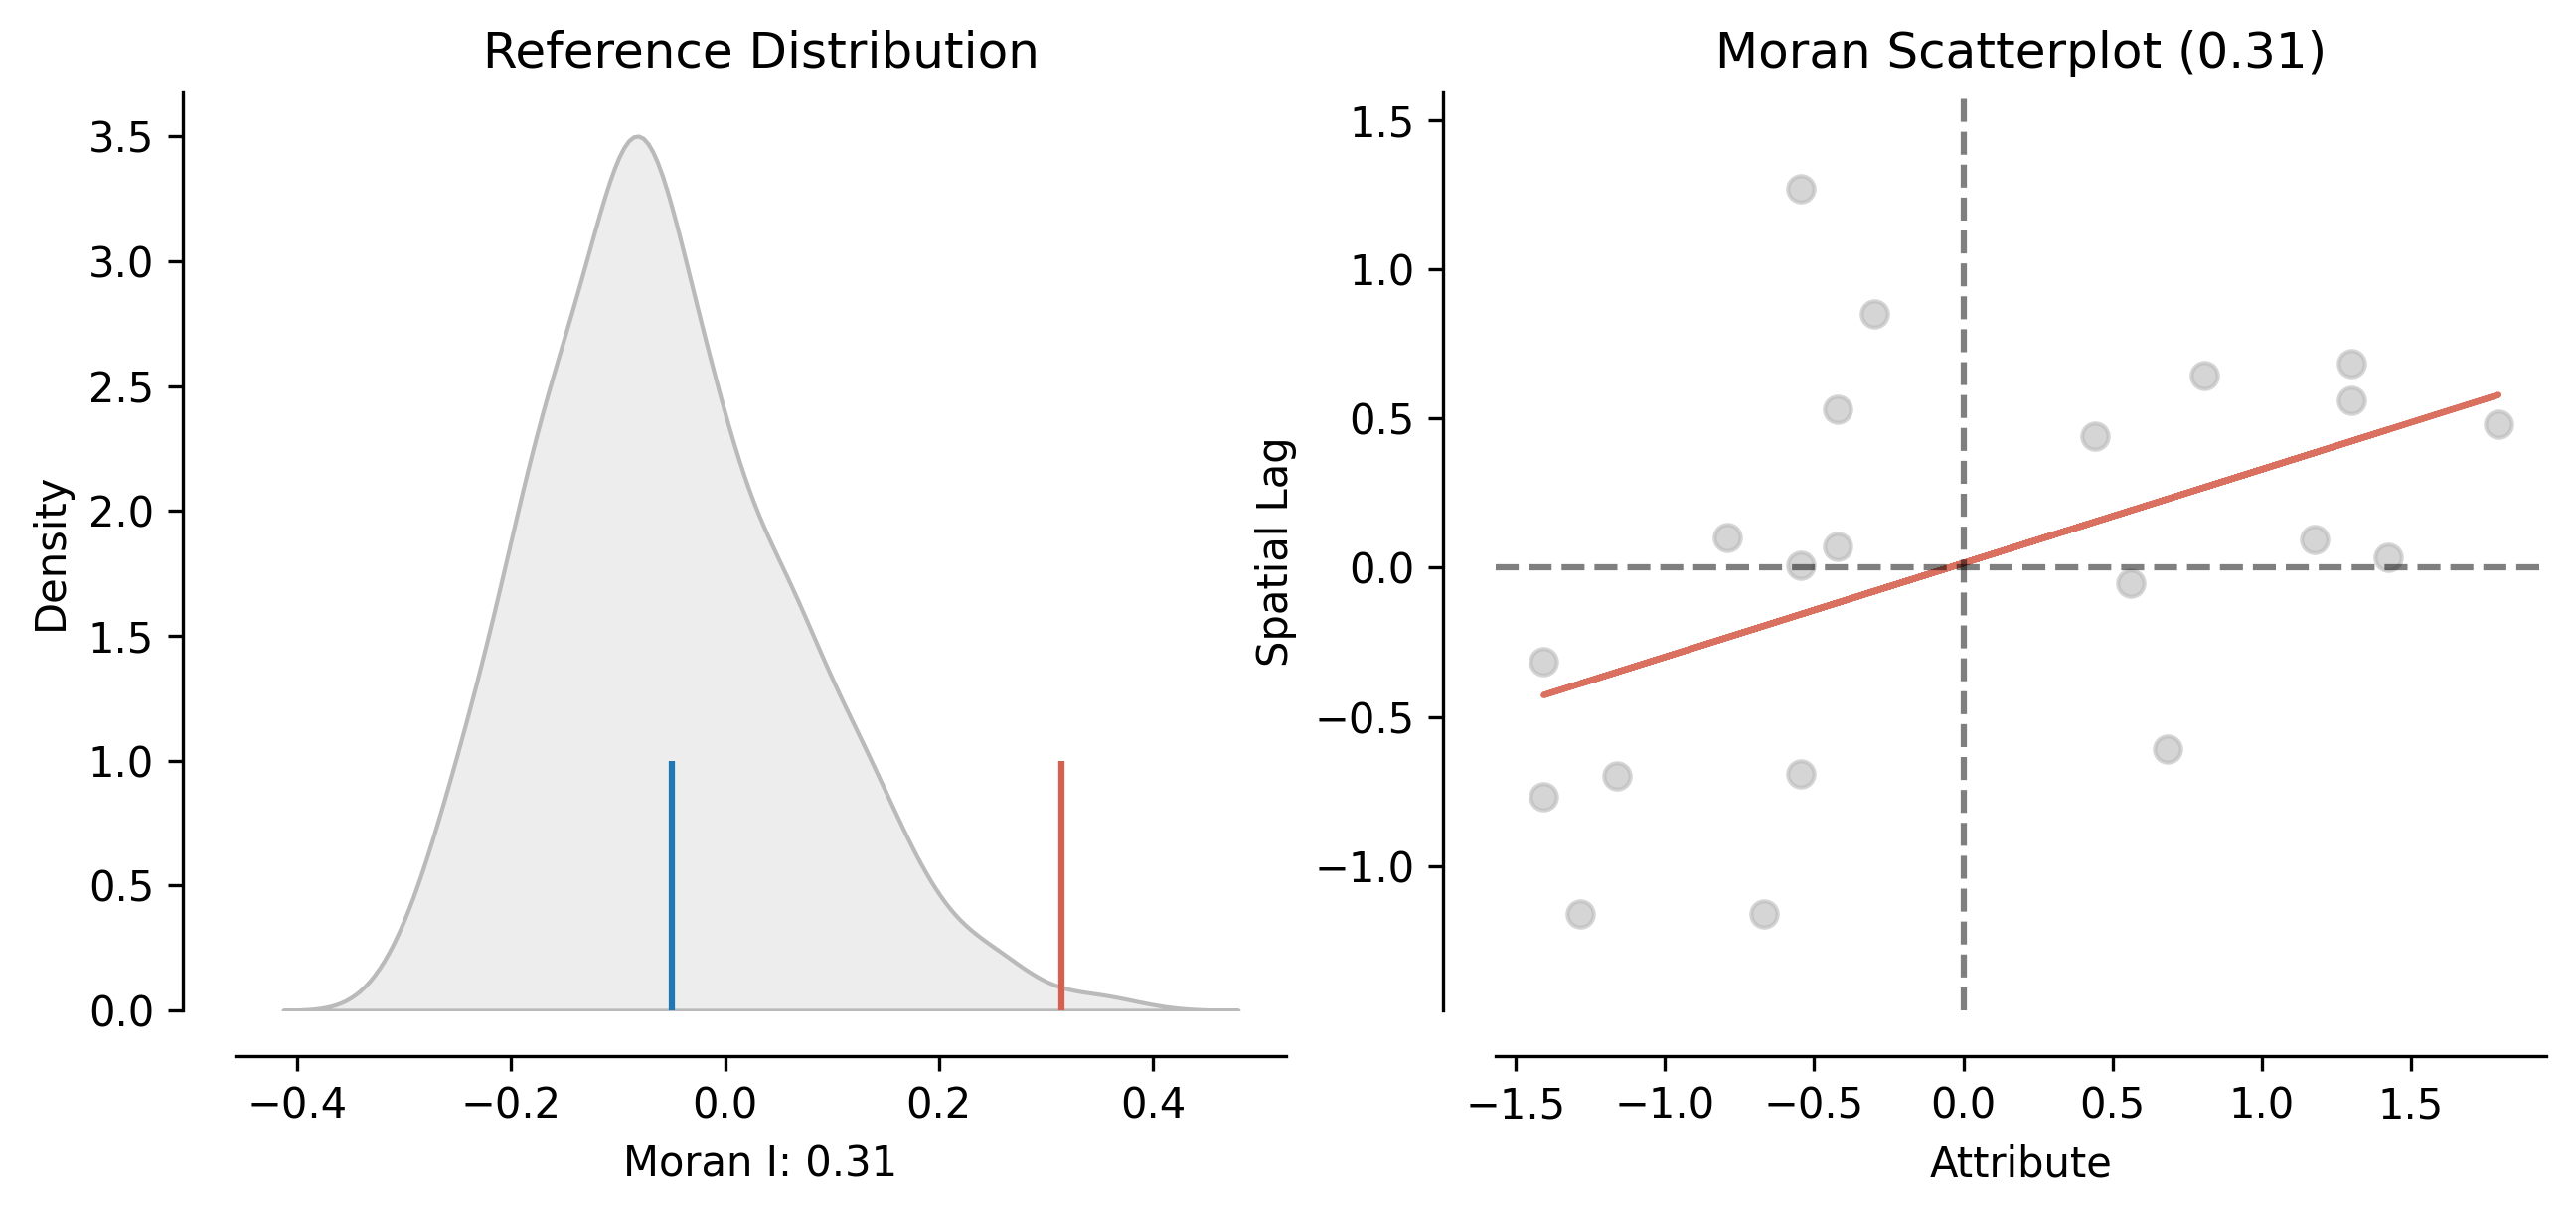 Reference Distribution
3.5
3.0
2.5
2.0
1.5
1.0
0.5
0.0
Density
−0.4 −0.2 0.0 0.2 0.4
Moran I: 0.31
Moran Scatterplot (0.31)
1.5
1.0
0.5
0.0
−0.5
−1.0
Spatial Lag
−1.5 −1.0 −0.5 0.0 0.5 1.0 1.5
Attribute